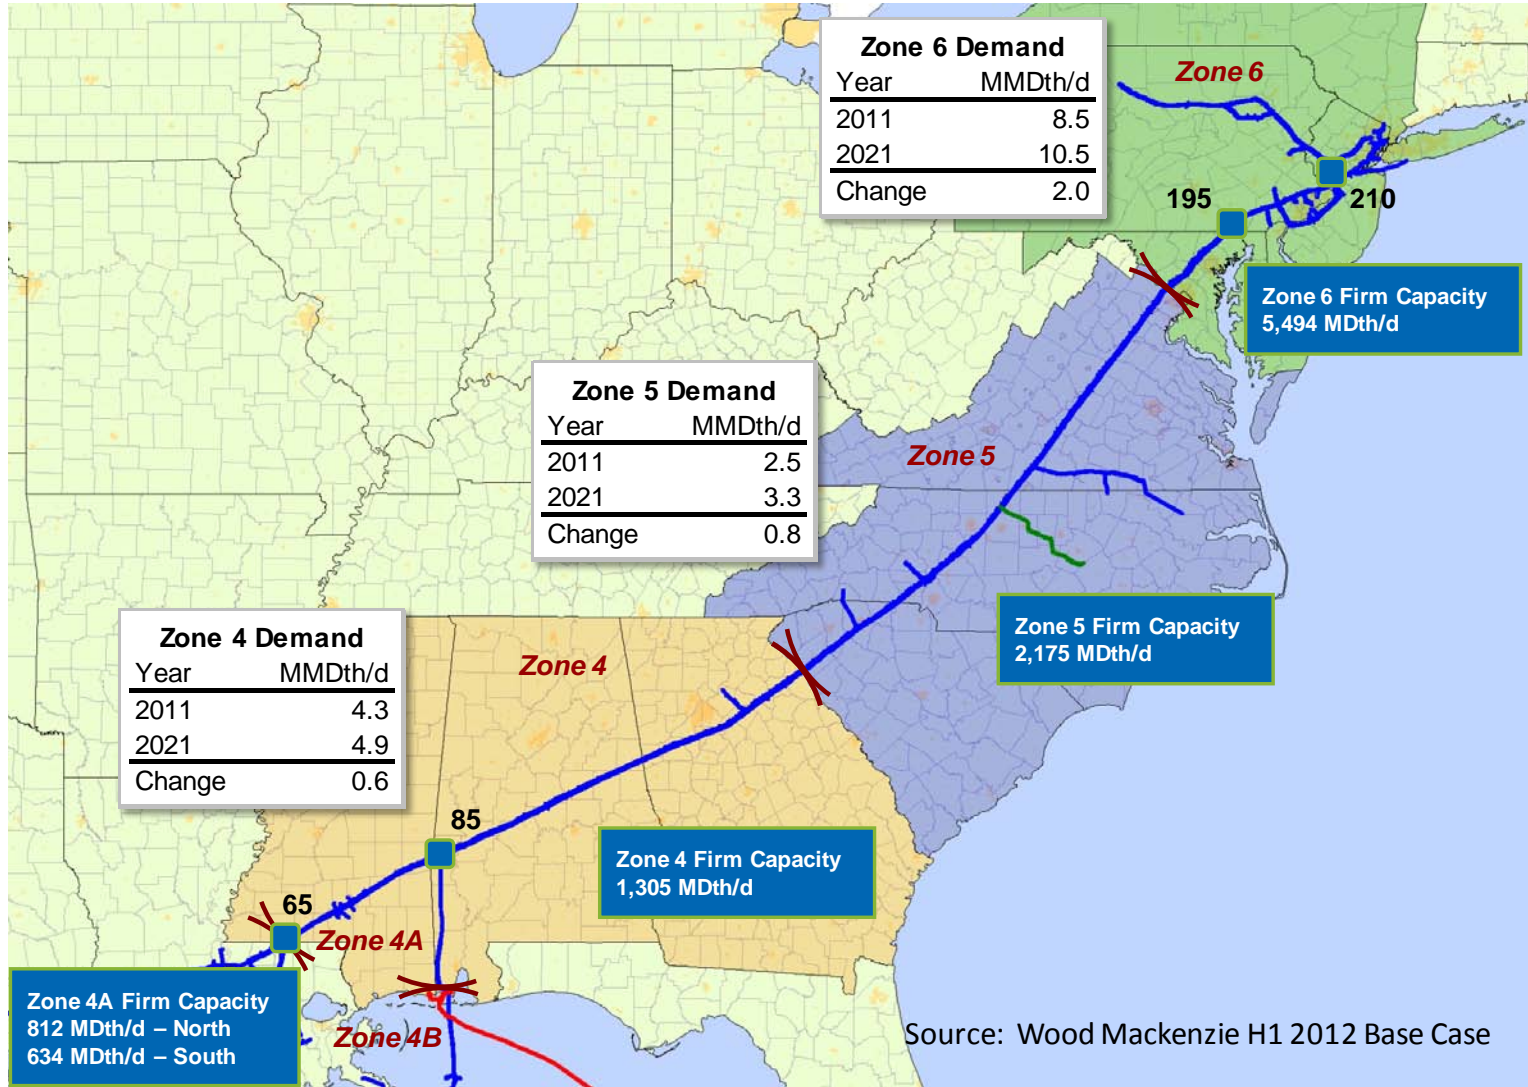 Zone 6 Demand
Year MMDth/d
2011 8.5
2021 10.5
Change 2.0
Zone 6
195
210
Zone 6 Firm Capacity
5,494 MDth/d
Zone 5 Demand
Year MMDth/d
2011 2.5
2021 3.3
Change 0.8
Zone 5
Zone 5 Firm Capacity
2,175 MDth/d
Zone 4 Demand
Year MMDth/d
2011 4.3
2021 4.9
Change 0.6
Zone 4
85
Zone 4 Firm Capacity
1,305 MDth/d
65
Zone 4A
Zone 4A Firm Capacity
812 MDth/d – North
634 MDth/d – South
Zone 4B
Source: Wood Mackenzie H1 2012 Base Case